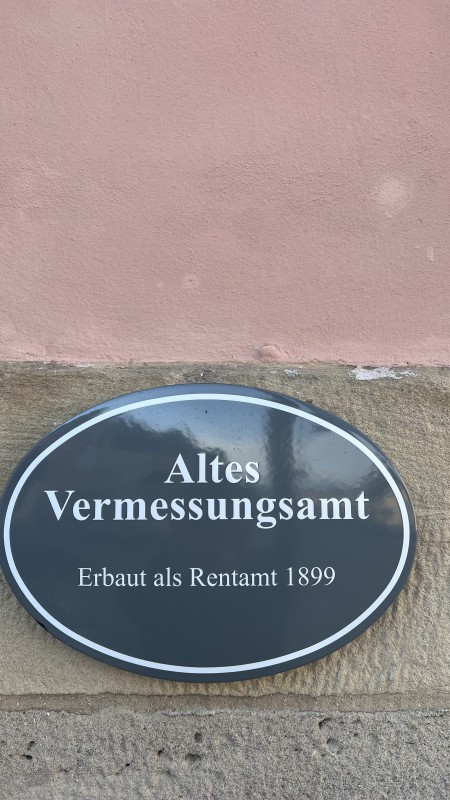 Altes
Vermessungsamt
Erbaut als Rentamt 1899